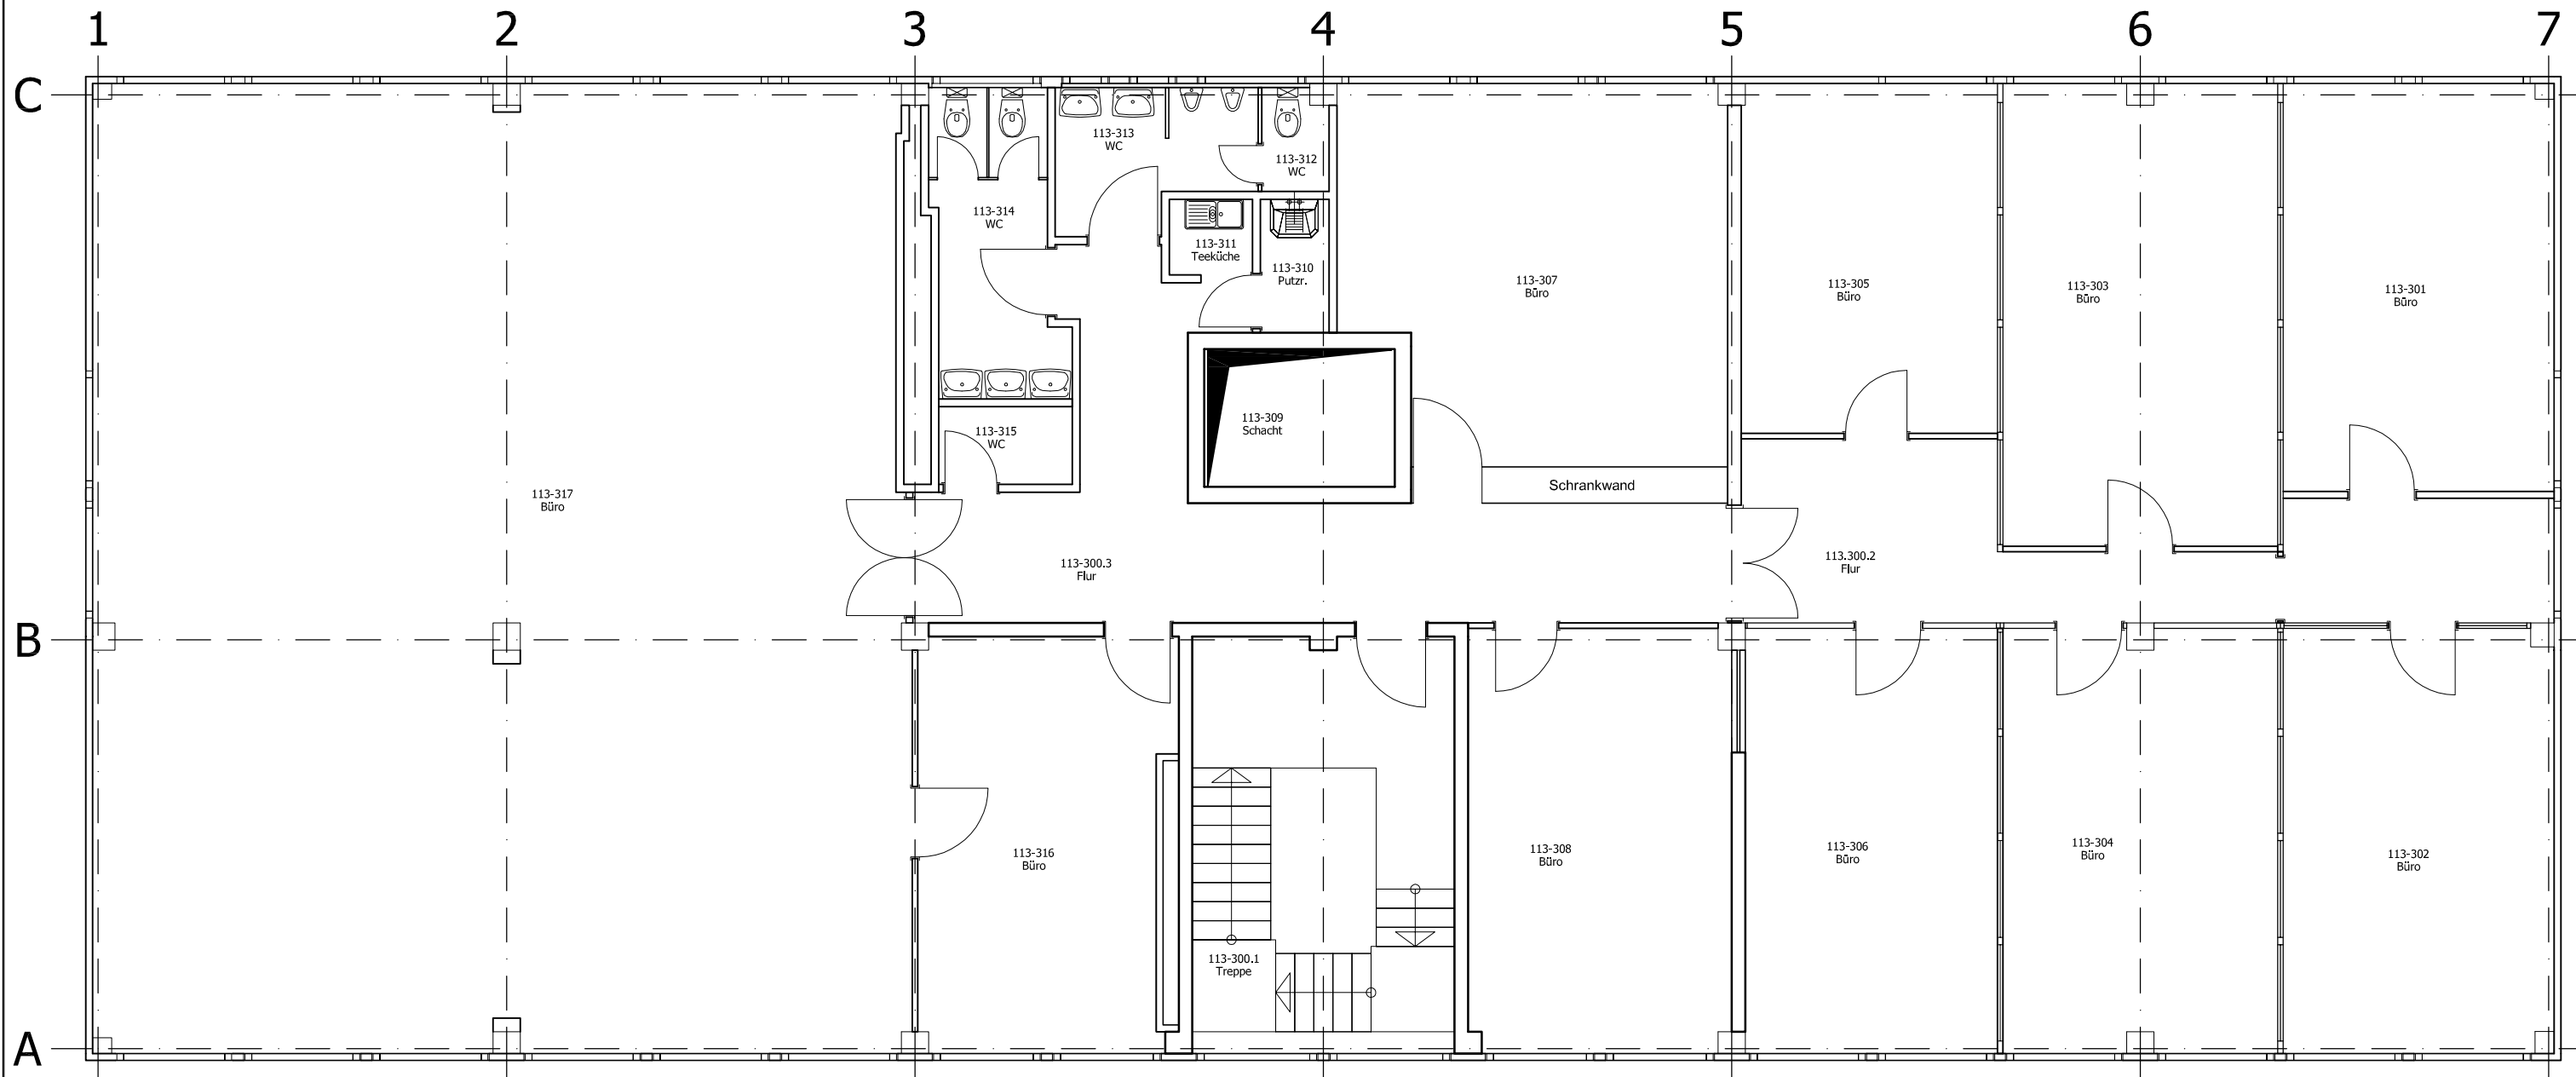 1 2 3 4 5 6 7
C
113-313
WC
113-312
WC
113-314
WC
113-311
Teeküche
113-310
Putzr.
113-307
Büro
113-305
Büro
113-303
Büro
113-301
Büro
113-309
Schacht
113-315
WC
Schrankwand
113-317
Büro
113-300.3
Flur
113.300.2
Flur
B
113-316
Büro
113-308
Büro
113-306
Büro
113-304
Büro
113-302
Büro
113-300.1
Treppe
A